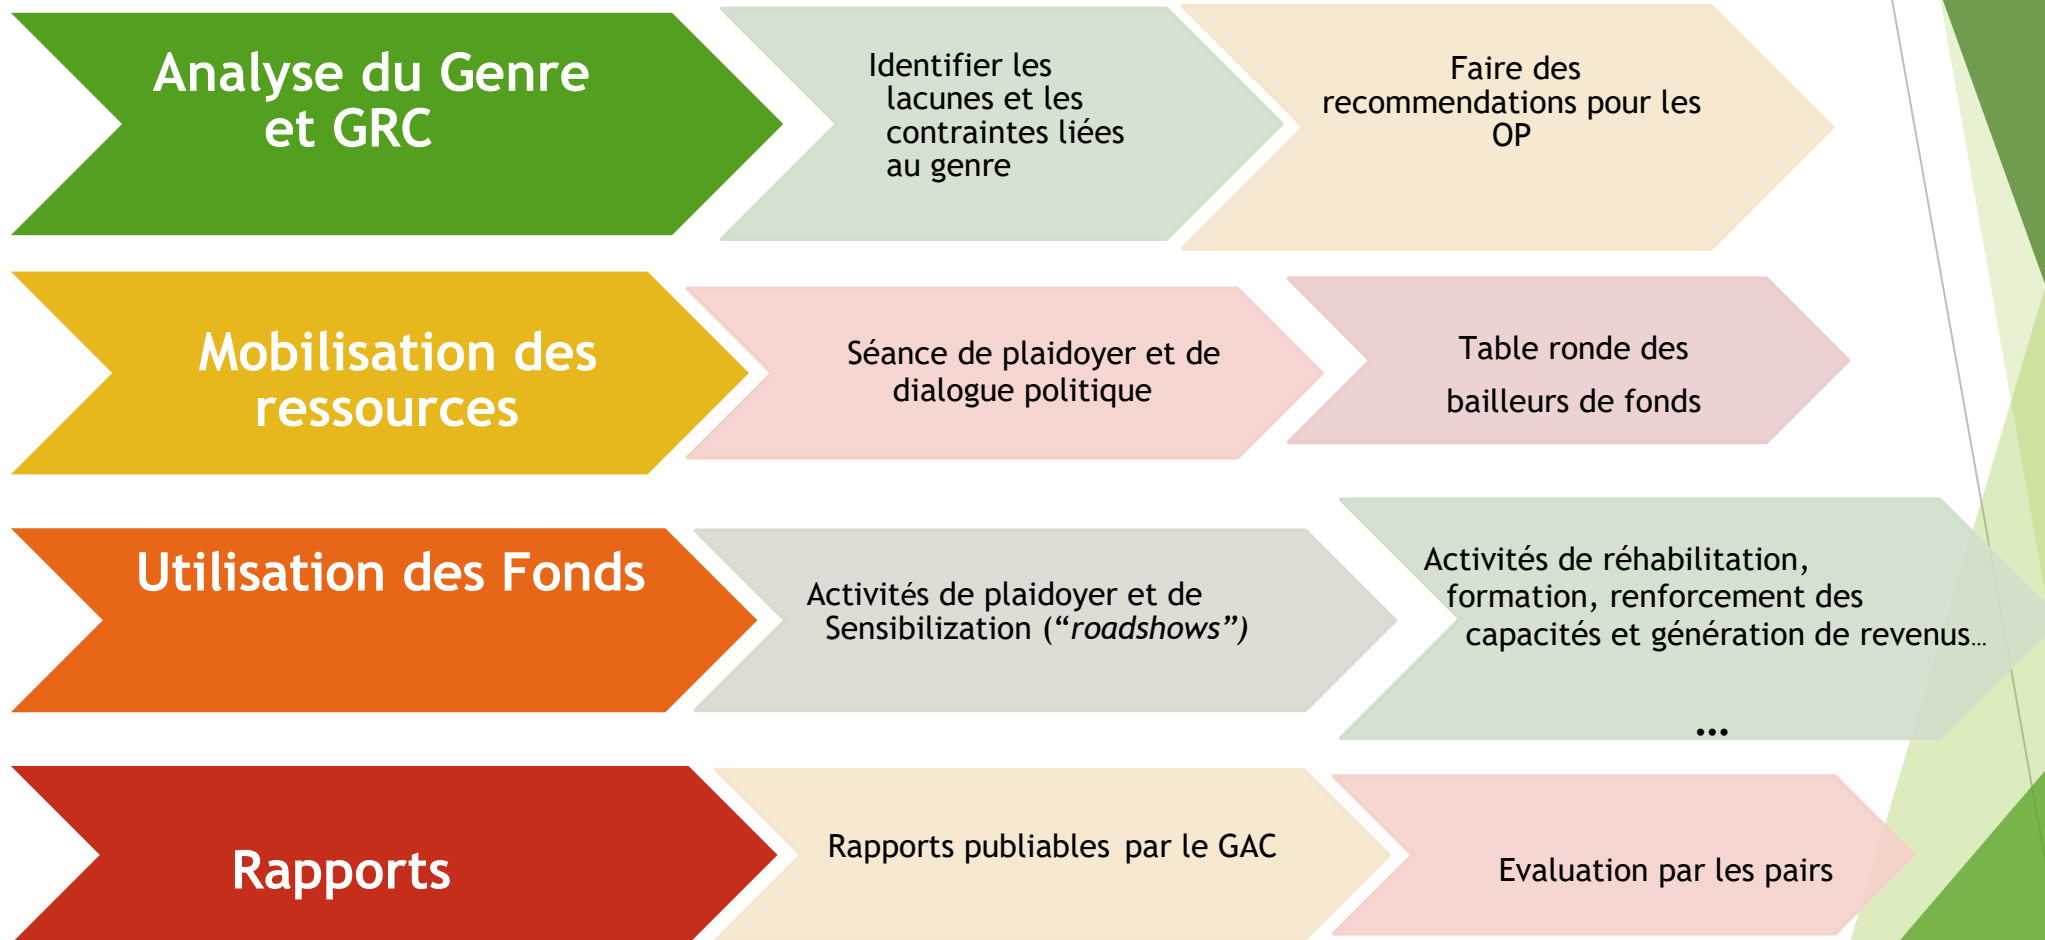 Analyse du Genre
et GRC
Identifier les
lacunes et les
contraintes liées
au genre
Faire des
recommendations pour les
OP
Mobilisation des
ressources
Séance de plaidoyer et de
dialogue politique
Table ronde des
bailleurs de fonds
Utilisation des Fonds
Activités de plaidoyer et de
Sensibilization (“roadshows”)
Activités de réhabilitation,
formation, renforcement des
capacités et génération de revenus…
…
Rapports
Rapports publiables par le GAC
Evaluation par les pairs